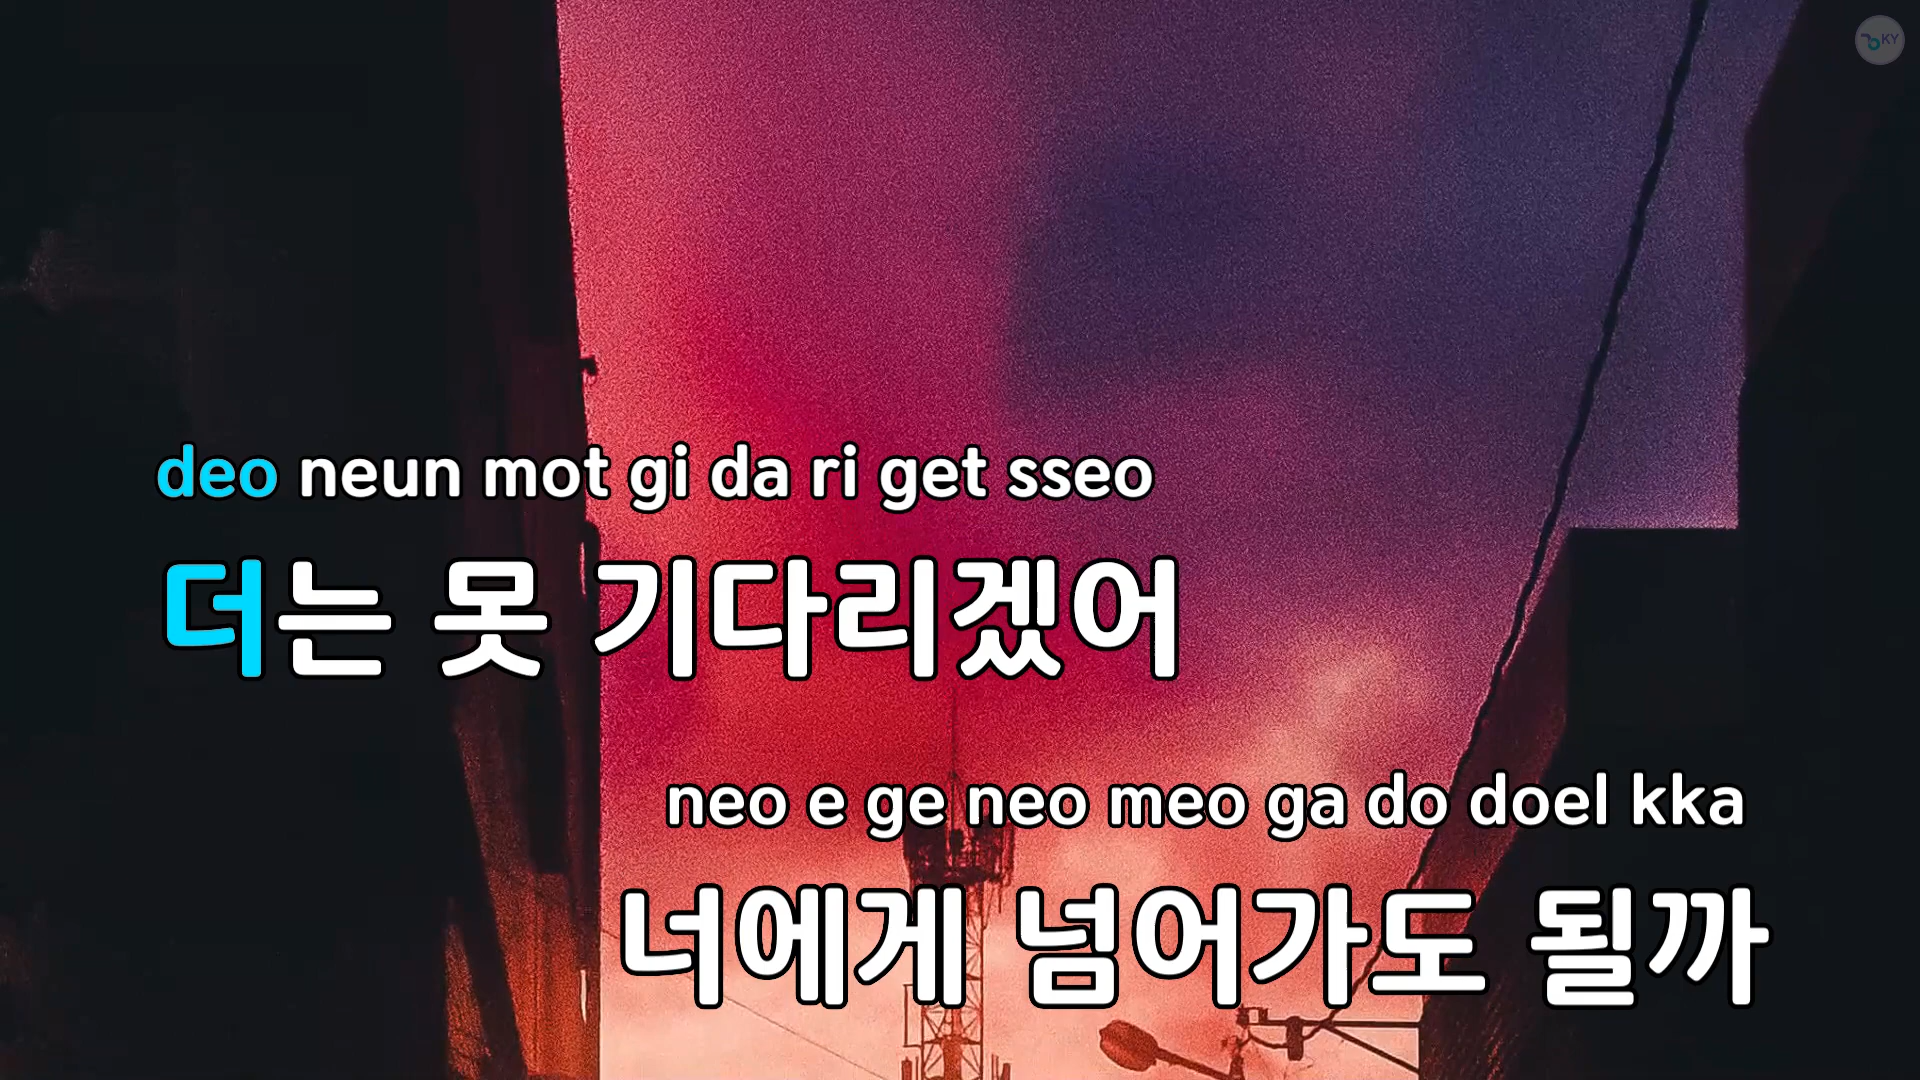 KY
deo neun mot gi da ri get sseo
더는 못 기다리겠어
neo e ge neo meo ga do doel kka
너에게 넘어가도 될까